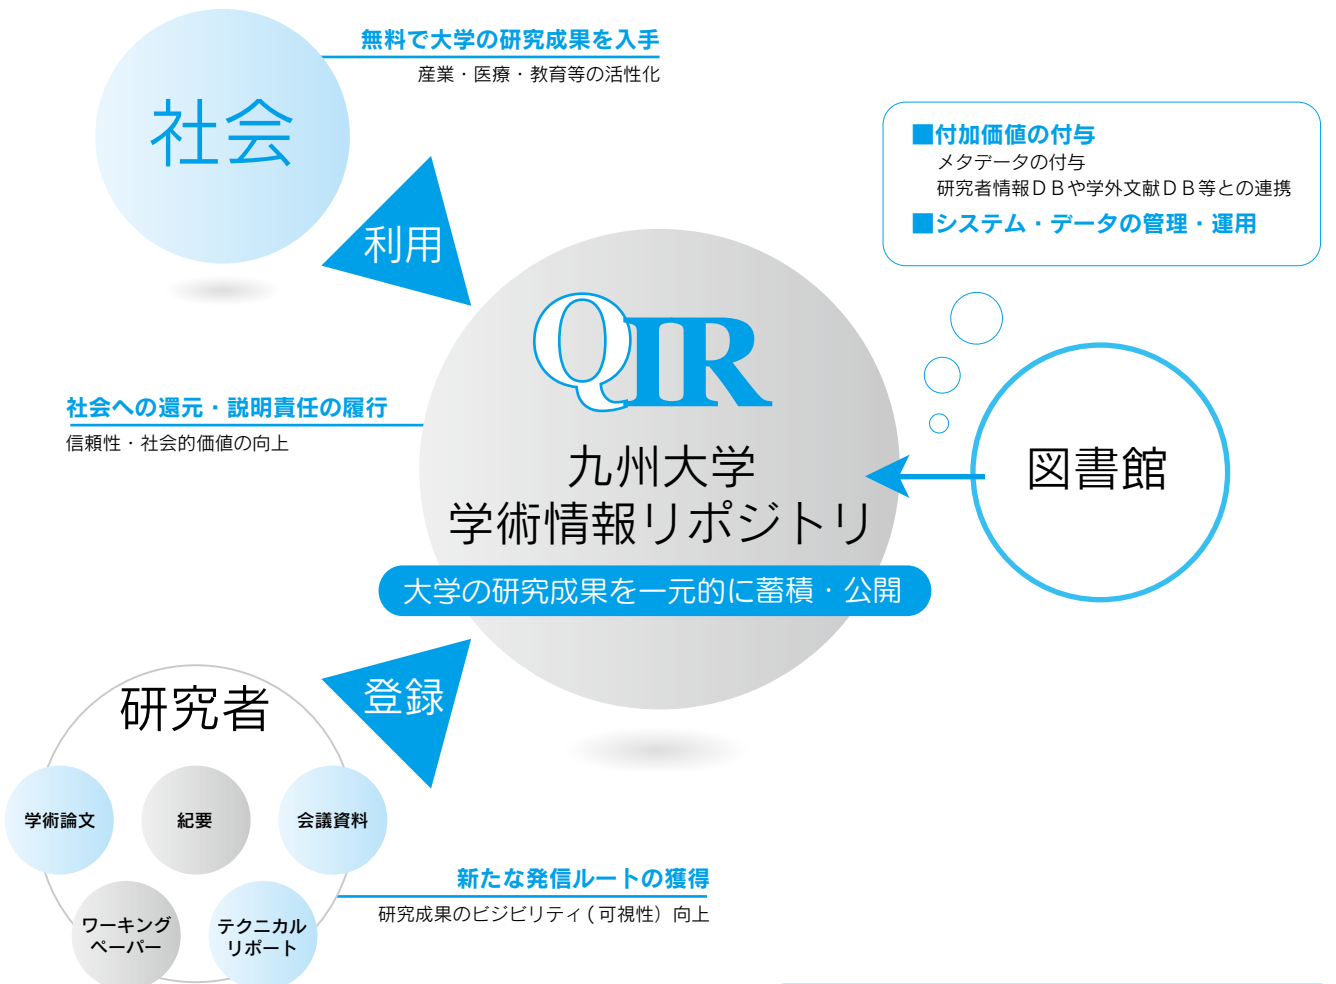 無料で大学の研究成果を入手
産業・医療・教育等の活性化
社会
利用
■付加価値の付与
メタデータの付与
研究者情報ＤＢや学外文献ＤＢ等との連携
■システム・データの管理・運用
QIR
九州大学
学術情報リポジトリ
大学の研究成果を一元的に蓄積・公開
社会への還元・説明責任の履行
信頼性・社会的価値の向上
図書館
登録
研究者
学術論文
紀要
会議資料
ワーキング
ペーパー
テクニカル
リポート
新たな発信ルートの獲得
研究成果のビジビリティ(可視性）向上